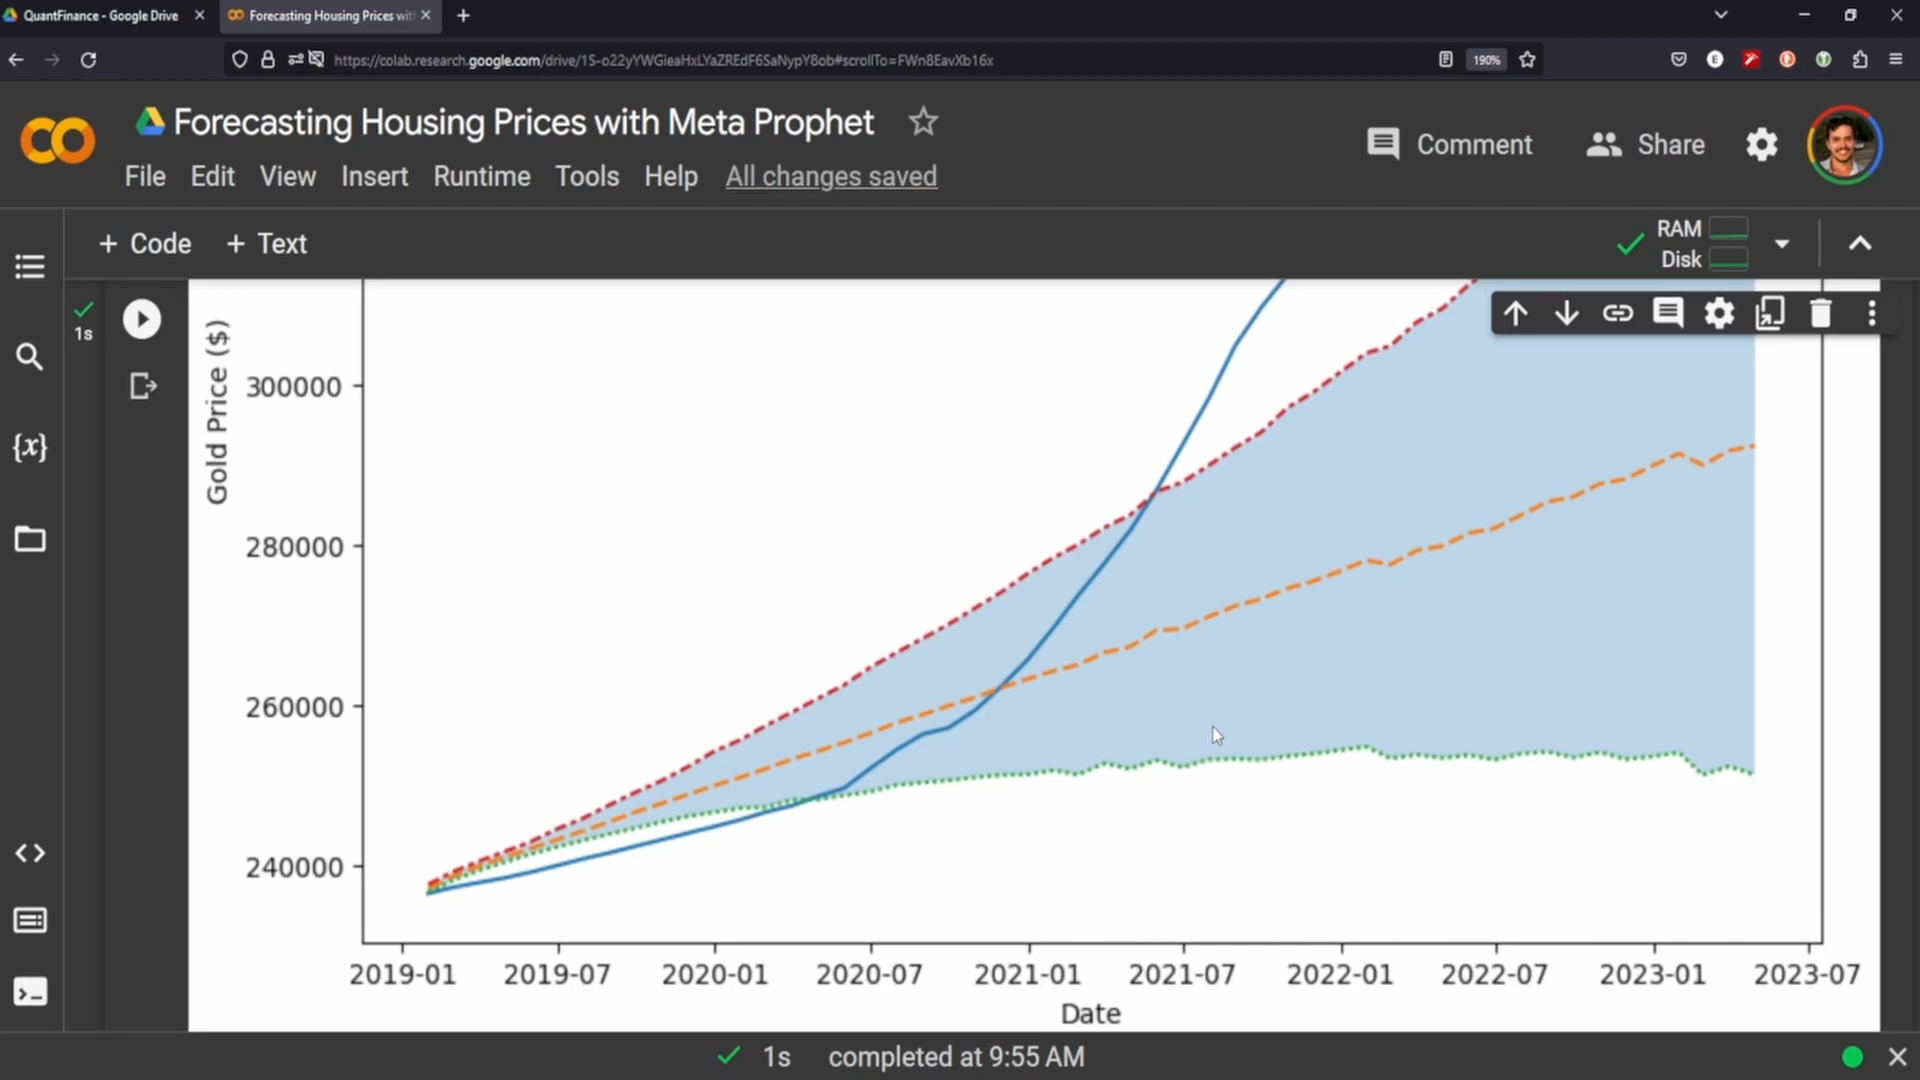 QuantFinance - Google Drive
Forecasting Housing Prices wit
https://colab.research.google.com/drive/1S-o22yYWGieaHxLYaZREdF6SaNypY8ob#scrollTo=FWn8EavXb16x
190%
Forecasting Housing Prices with Meta Prophet
Comment
Share
File Edit View Insert Runtime Tools Help All changes saved
+ Code + Text
RAM
Disk
1s
Gold Price ($)
300000
280000
260000
240000
{x}
2019-01 2019-07 2020-01 2020-07 2021-01 2021-07 2022-01 2022-07 2023-01 2023-07
Date
1s completed at 9:55 AM